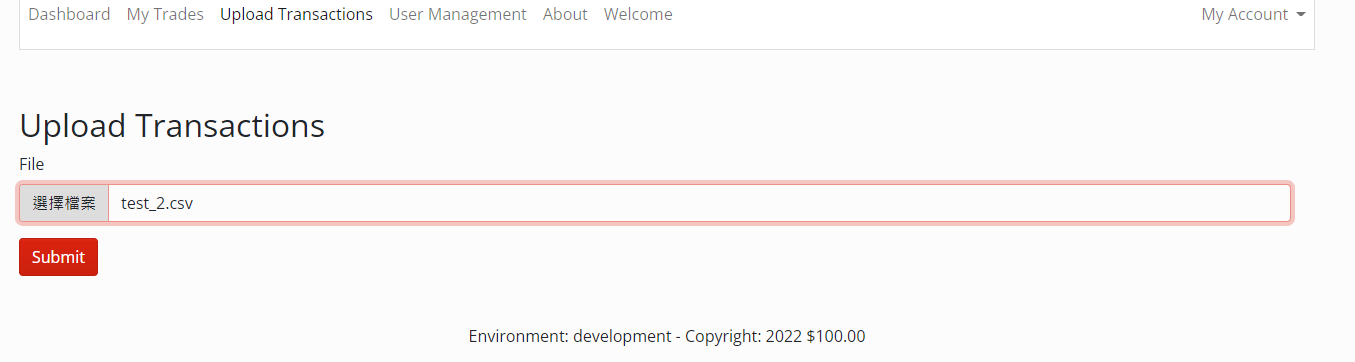 Dashboard My Trades Upload Transactions User Management About Welcome My Account
Upload Transactions
File
選擇檔案 test_2.csv
Submit
Environment: development - Copyright: 2022 $100.00